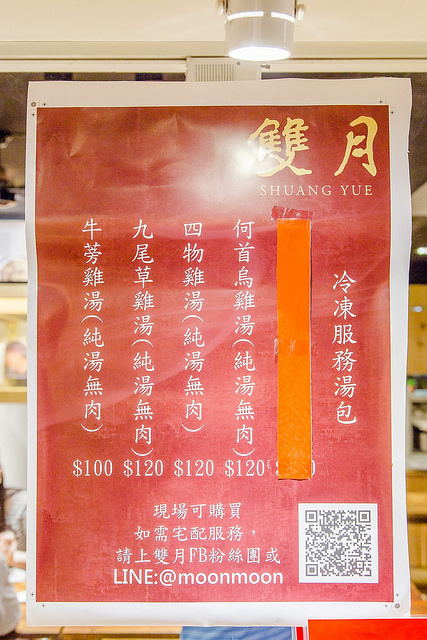 雙月
SHUANG YUE
冷凍服務湯包
何首烏雞湯(純湯無肉)
$120
四物雞湯(純湯無肉)
$120
九尾草雞湯(純湯無肉)
$120
牛蒡雞湯(純湯無肉)
$100
現場可購買
如需宅配服務，
請上雙月FB粉絲團或
LINE:@moonmoon